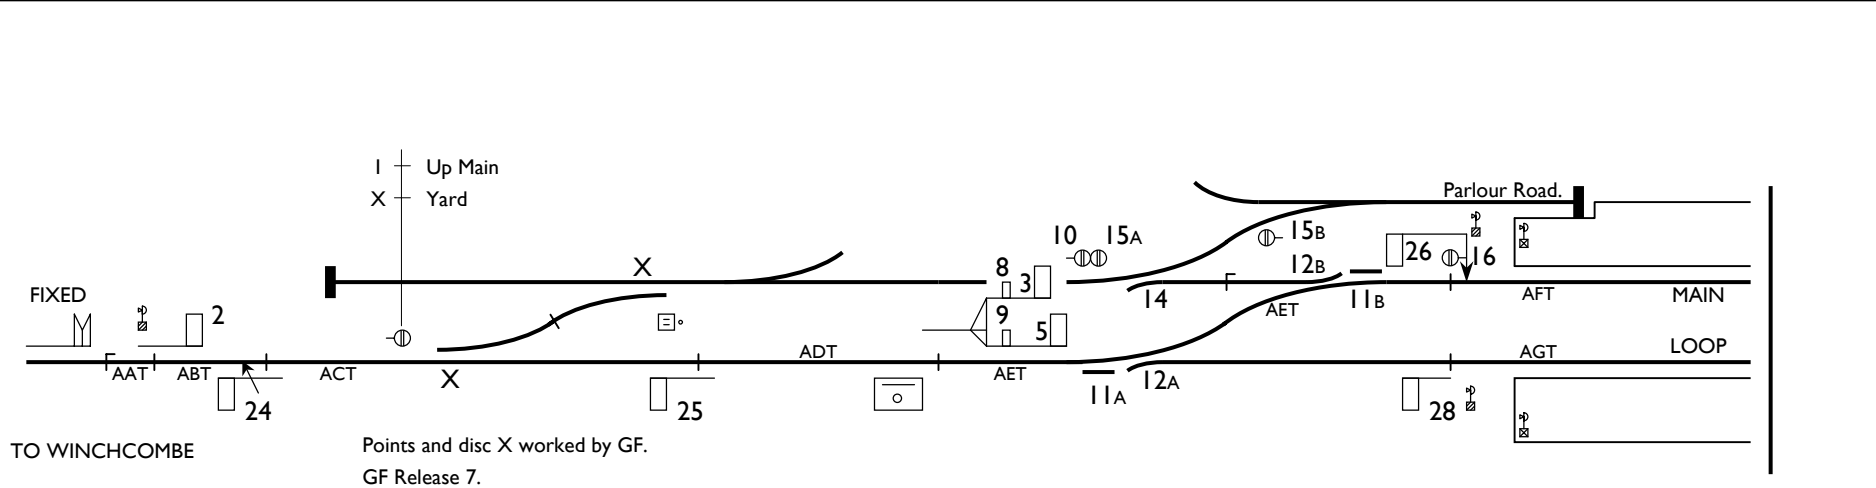 I Up Main
X Yard
Parlour Road.
10 15A
15B
26
16
8
3
12B
X
FIXED
2
9
5
14
11B
AET
AFT
MAIN
AAT
ABT
ACT
X
ADT
AET
AGT
LOOP
24
25
11A
12A
28
TO WINCHCOMBE
Points and disc X worked by GF.
GF Release 7.